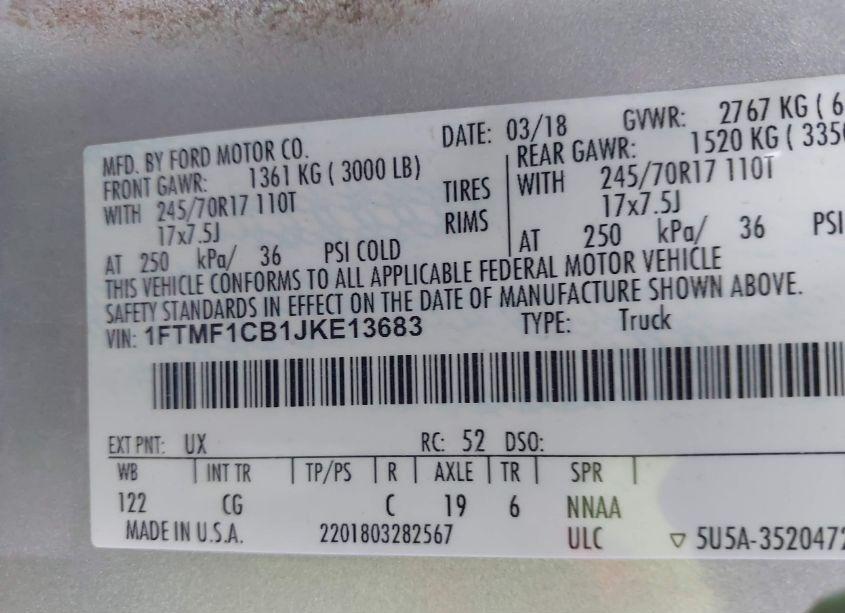 MFD. BY FORD MOTOR CO. DATE: 03/18 GVWR: 2767 KG ( 6
FRONT GAWR: 1361 KG ( 3000 LB) REAR GAWR: 1520 KG ( 3350
WITH 245/70R17 110T TIRES WITH 245/70R17 110T
17x7.5J RIMS 17x7.5J
AT 250 kPa/ 36 PSI COLD AT 250 kPa/ 36 PSI
THIS VEHICLE CONFORMS TO ALL APPLICABLE FEDERAL MOTOR VEHICLE
SAFETY STANDARDS IN EFFECT ON THE DATE OF MANUFACTURE SHOWN ABOVE.
VIN: 1FTMF1CB1JKE13683 TYPE: Truck
EXT PNT: UX RC: 52 DSO:
WB INT TR TP/PS R AXLE TR SPR
122 CG C 19 6 NNAA
MADE IN U.S.A. 2201803282567 ULC ▽ 5U5A-3520472